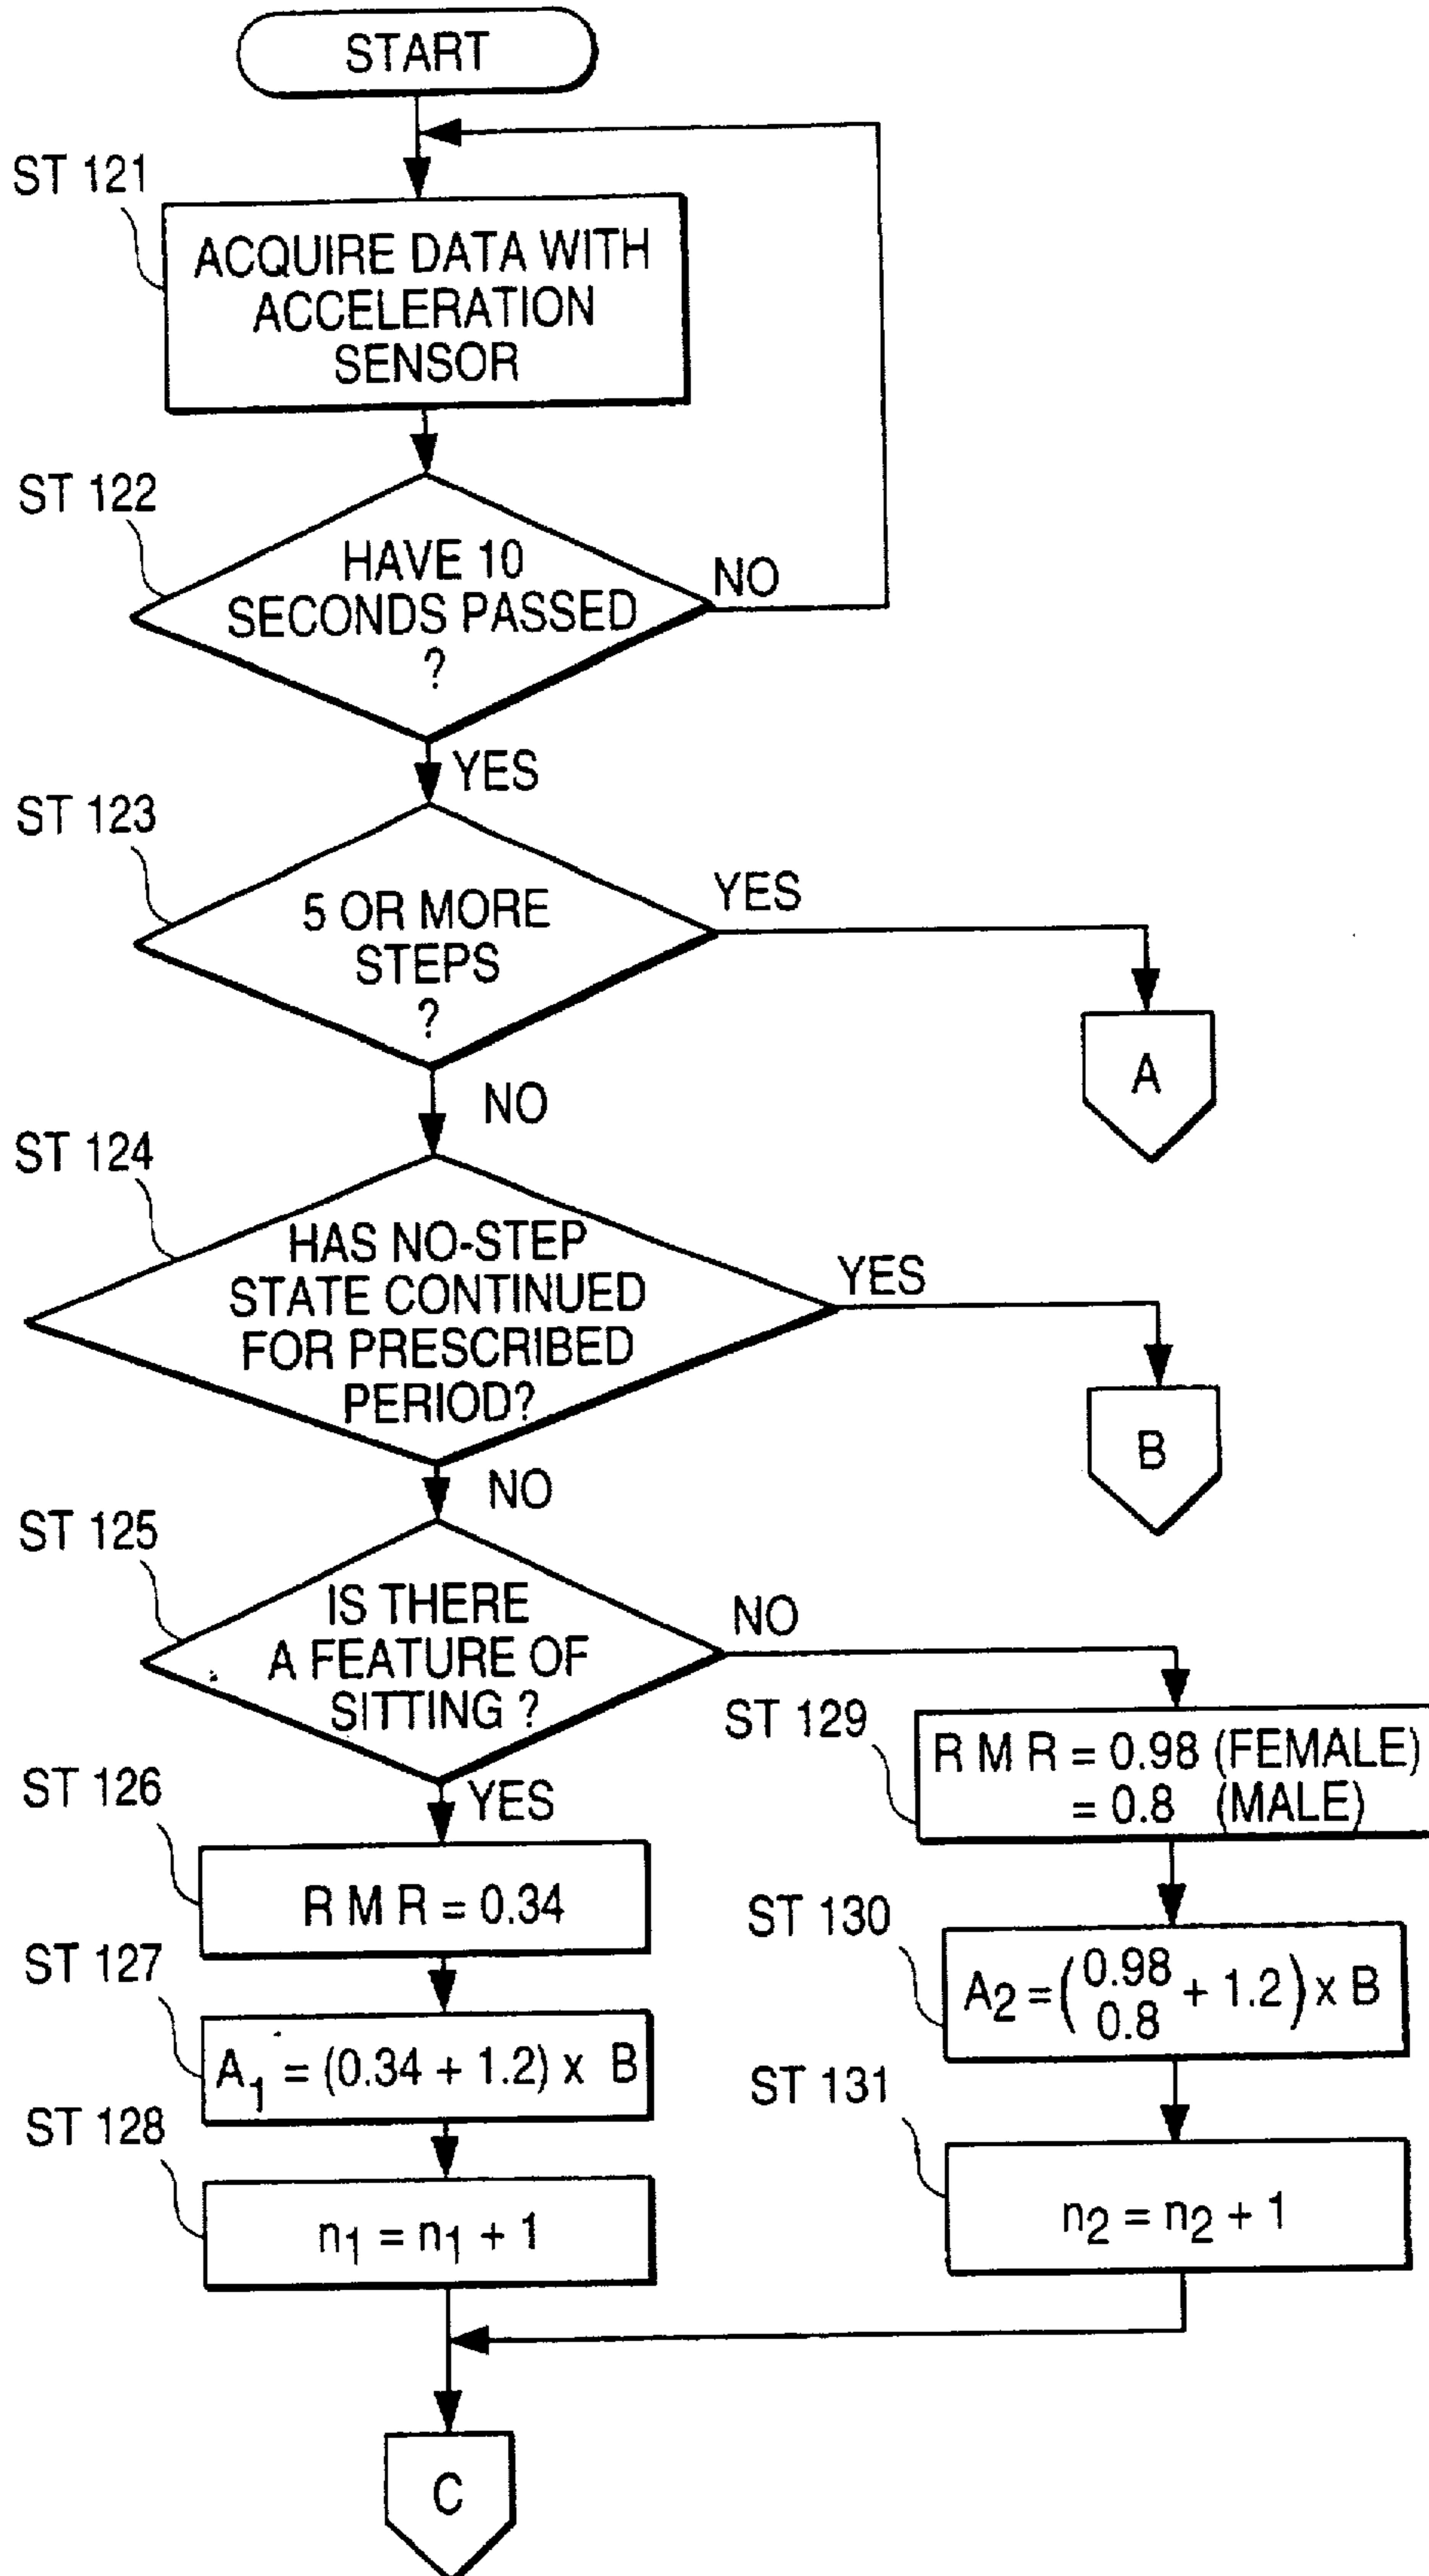 START
ST 121
ACQUIRE DATA WITH
ACCELERATION
SENSOR
ST 122
HAVE 10
SECONDS PASSED
?
NO
YES
ST 123
5 OR MORE
STEPS
?
YES
A
NO
ST 124
HAS NO-STEP
STATE CONTINUED
FOR PRESCRIBED
PERIOD?
YES
B
NO
ST 125
IS THERE
A FEATURE OF
SITTING ?
NO
YES
ST 126
R M R = 0.34
ST 127
A₁ = (0.34 + 1.2) x B
ST 128
n₁ = n₁ + 1
ST 129
R M R = 0.98 (FEMALE)
= 0.8 (MALE)
ST 130
A₂ = (0.98 + 1.2) x B
0.8
ST 131
n₂ = n₂ + 1
C